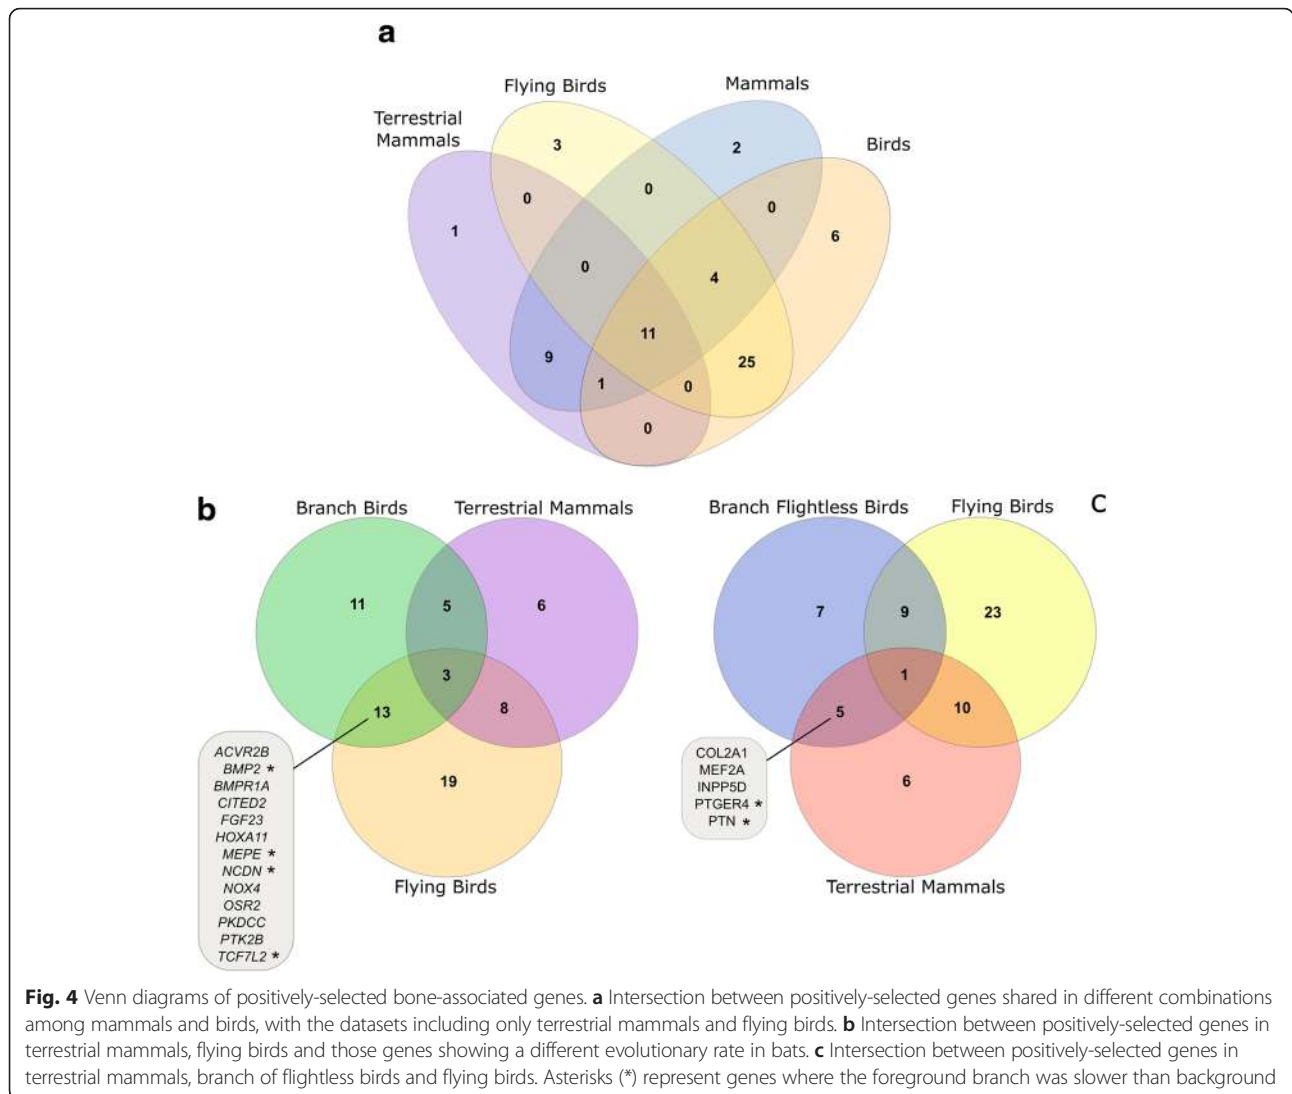 a
Flying Birds
Mammals
Terrestrial
Mammals
Birds
3
2
0
0
0
1
6
0
4
11
9
25
1
0
0
b
Branch Birds
Terrestrial Mammals
11
5
6
3
13
8
19
ACVR2B
BMP2 *
BMPR1A
CITED2
FGF23
HOXA11
MEPE *
NCDN *
NOX4
OSR2
PKDCC
PTK2B
TCF7L2 *
Flying Birds
Branch Flightless Birds
Flying Birds
C
7
9
23
1
5
10
6
COL2A1
MEF2A
INPP5D
PTGER4 *
PTN *
Terrestrial Mammals
Fig. 4 Venn diagrams of positively-selected bone-associated genes. a Intersection between positively-selected genes shared in different combinations
among mammals and birds, with the datasets including only terrestrial mammals and flying birds. b Intersection between positively-selected genes in
terrestrial mammals, flying birds and those genes showing a different evolutionary rate in bats. c Intersection between positively-selected genes in
terrestrial mammals, branch of flightless birds and flying birds. Asterisks (*) represent genes where the foreground branch was slower than background